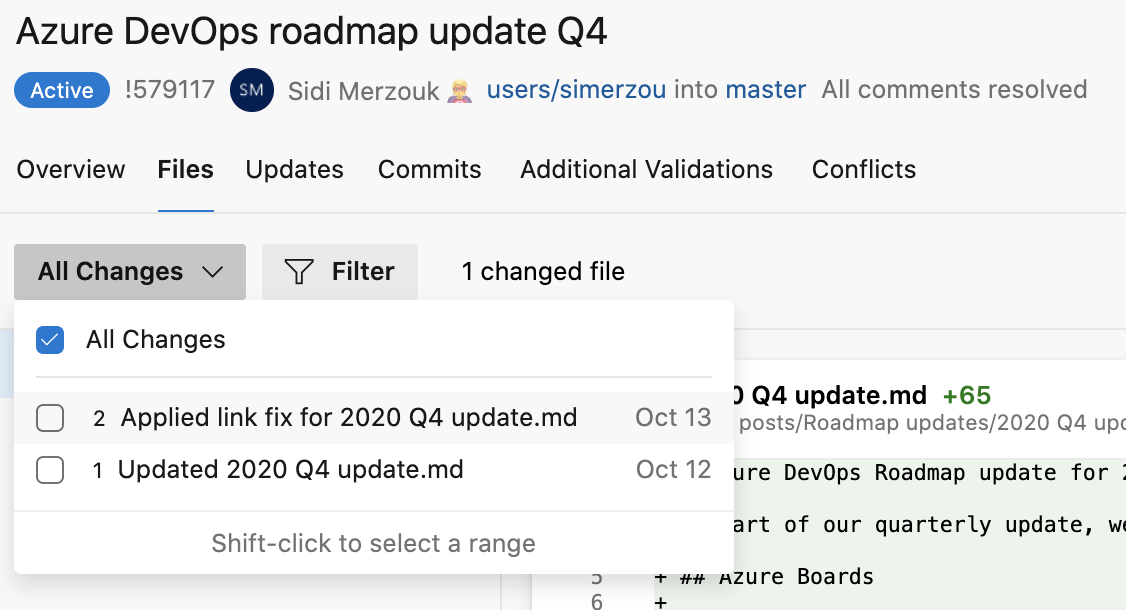 Azure DevOps roadmap update Q4
Active !579117 SM Sidi Merzouk users/simerzou into master All comments resolved
Overview Files Updates Commits Additional Validations Conflicts
All Changes Filter 1 changed file
All Changes
2 Applied link fix for 2020 Q4 update.md Oct 13
1 Updated 2020 Q4 update.md Oct 12
Shift-click to select a range
0 Q4 update.md +65
posts/Roadmap updates/2020 Q4
ure DevOps Roadmap update for
art of our quarterly update,
5 + ## Azure Boards
6 +